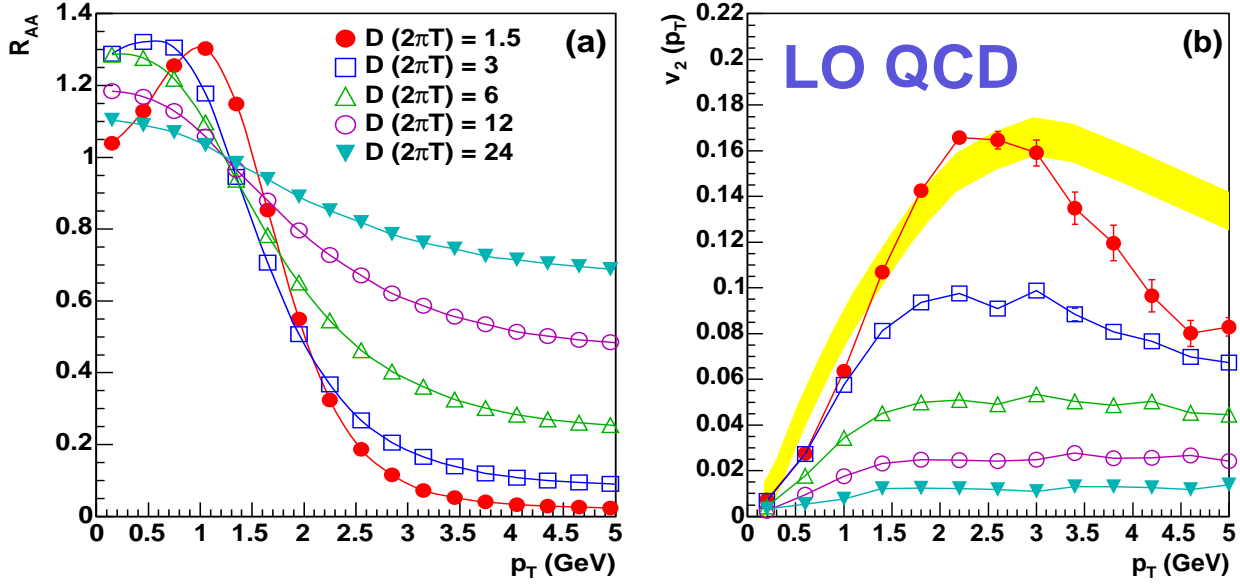 R_AA
1.4
1.2
1
0.8
0.6
0.4
0.2
0
0 0.5 1 1.5 2 2.5 3 3.5 4 4.5 5
p_T (GeV)
(a)
D (2πT) = 1.5
D (2πT) = 3
D (2πT) = 6
D (2πT) = 12
D (2πT) = 24
v_2 (p_T)
0.22
0.2
0.18
0.16
0.14
0.12
0.1
0.08
0.06
0.04
0.02
0
0 0.5 1 1.5 2 2.5 3 3.5 4 4.5 5
p_T (GeV)
(b)
LO QCD